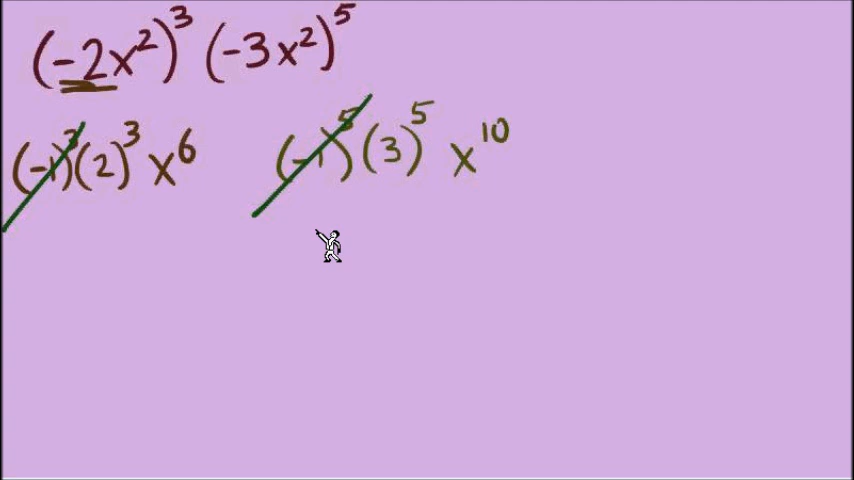 (-2x²)³ (-3x²)⁵
(-1)³(2)³ x⁶ (-1)⁵(3)⁵ x¹⁰